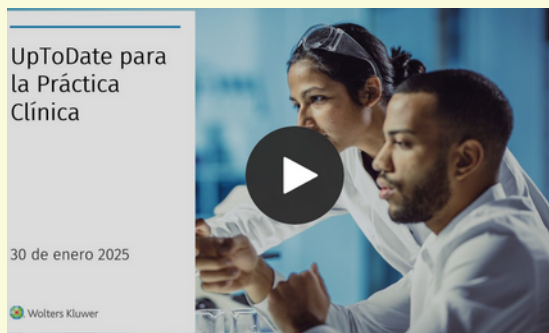 UpToDate para
la Práctica
Clínica
30 de enero 2025
Wolters Kluwer